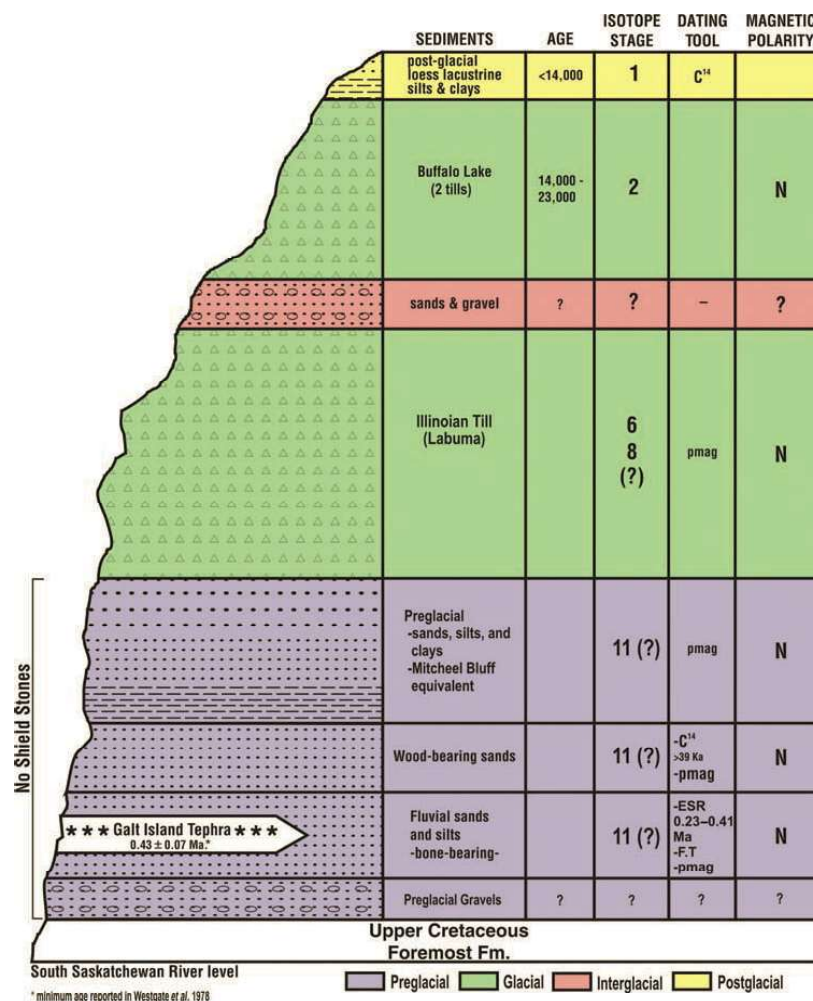 SEDIMENTS
AGE
ISOTOPE
STAGE
DATING
TOOL
MAGNETIC
POLARITY
post-glacial
loess lacustrine
silts & clays
<14,000
1
C¹⁴
Buffalo Lake
(2 tills)
14,000 -
23,000
2
N
sands & gravel
?
?
–
?
Illinoian Till
(Labuma)
6
8
(?)
pmag
N
No Shield Stones
Preglacial
-sands, silts, and
clays
-Mitcheel Bluff
equivalent
11 (?)
pmag
N
Wood-bearing sands
11 (?)
-C¹⁴
>39 Ka
-pmag
N
*** Galt Island Tephra ***
0.43 ± 0.07 Ma.*
Fluvial sands
and silts
-bone-bearing-
11 (?)
-ESR
0.23–0.41
Ma
-F.T
-pmag
N
Preglacial Gravels
?
?
?
?
Upper Cretaceous
Foremost Fm.
South Saskatchewan River level
Preglacial
Glacial
Interglacial
Postglacial
* minimum age reported in Westgate et al. 1978